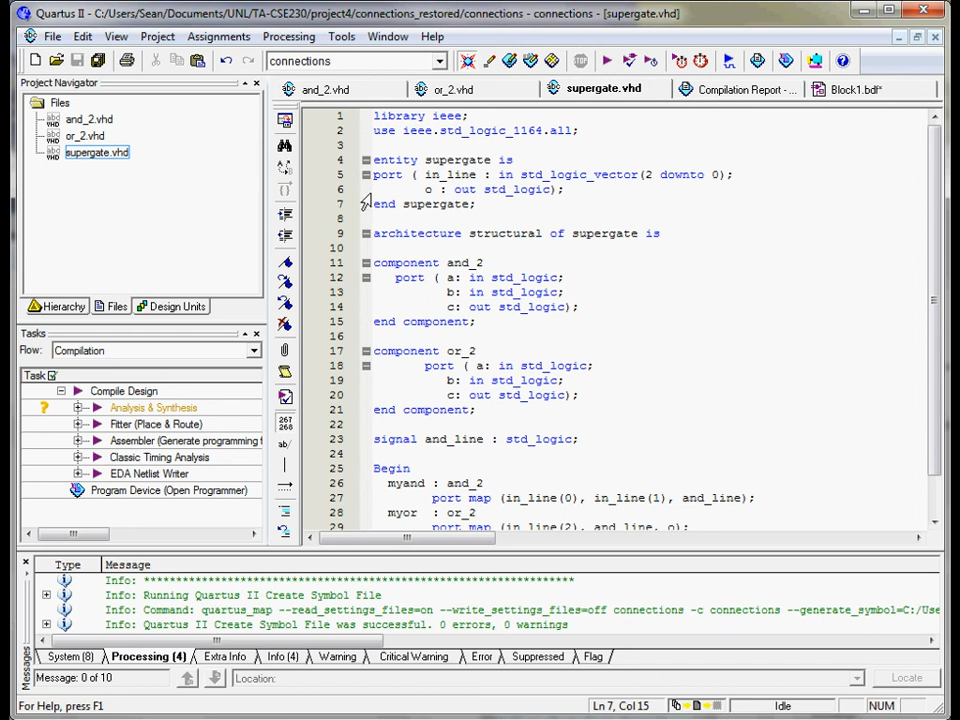 Quartus II - C:/Users/Sean/Documents/UNL/TA-CSE230/project4/connections_restored/connections - connections - [supergate.vhd]
File Edit View Project Assignments Processing Tools Window Help
connections
Project Navigator
Files
and_2.vhd
or_2.vhd
supergate.vhd
Hierarchy Files Design Units
Tasks
Flow: Compilation
Task
Compile Design
Analysis & Synthesis
Fitter (Place & Route)
Assembler (Generate programming f
Classic Timing Analysis
EDA Netlist Writer
Program Device (Open Programmer)
and_2.vhd or_2.vhd supergate.vhd Compilation Report - ... Block1.bdf*
1 library ieee;
2 use ieee.std_logic_1164.all;
3
4 entity supergate is
5 port ( in_line : in std_logic_vector(2 downto 0);
6 o : out std_logic);
7 end supergate;
8
9 architecture structural of supergate is
10
11 component and_2
12 port ( a: in std_logic;
13 b: in std_logic;
14 c: out std_logic);
15 end component;
16
17 component or_2
18 port ( a: in std_logic;
19 b: in std_logic;
20 c: out std_logic);
21 end component;
22
23 signal and_line : std_logic;
24
25 Begin
26 myand : and_2
27 port map (in_line(0), in_line(1), and_line);
28 myor : or_2
29 port map (in_line(2), and_line, o);
267
268
ab/
Messages
Type Message
Info: *******************************************************************
Info: Running Quartus II Create Symbol File
Info: Command: quartus_map --read_settings_files=on --write_settings_files=off connections -c connections --generate_symbol=C:/Use
Info: Quartus II Create Symbol File was successful. 0 errors, 0 warnings
System (8) Processing (4) Extra Info Info (4) Warning Critical Warning Error Suppressed Flag
Message: 0 of 10 Location: Locate
For Help, press F1 Ln 7, Col 15 Idle NUM